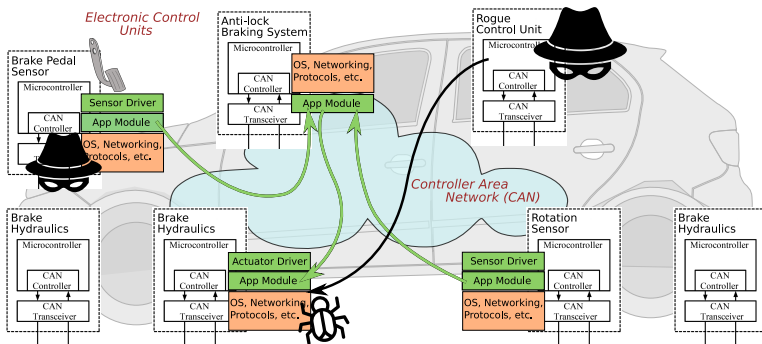 Electronic Control
Units
Anti-lock
Braking System
Microcontroller
CAN
Controller
CAN
Transceiver
OS, Networking,
Protocols, etc.
App Module
Rogue
Control Unit
Microcontroller
CAN
Controller
CAN
Transceiver
Brake Pedal
Sensor
Microcontroller
CAN
Controller
Sensor Driver
App Module
OS, Networking,
Protocols, etc.
Controller Area
Network (CAN)
Brake
Hydraulics
Microcontroller
CAN
Controller
CAN
Transceiver
Brake
Hydraulics
Microcontroller
CAN
Controller
CAN
Transceiver
Actuator Driver
App Module
OS, Networking,
Protocols, etc.
Sensor Driver
App Module
OS, Networking,
Protocols, etc.
Rotation
Sensor
Microcontroller
CAN
Controller
CAN
Transceiver
Brake
Hydraulics
Microcontroller
CAN
Controller
CAN
Transceiver